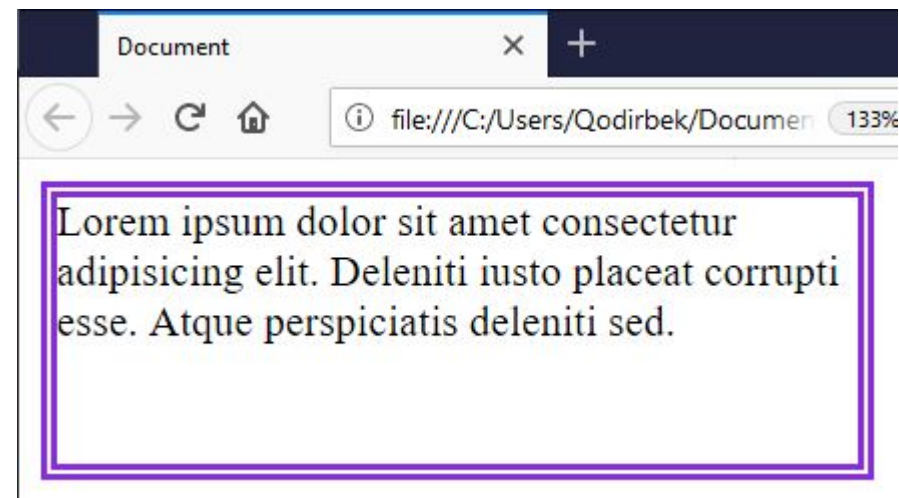 Document
file:///C:/Users/Qodirbek/Documen 133%
Lorem ipsum dolor sit amet consectetur
adipisicing elit. Deleniti iusto placeat corrupti
esse. Atque perspiciatis deleniti sed.